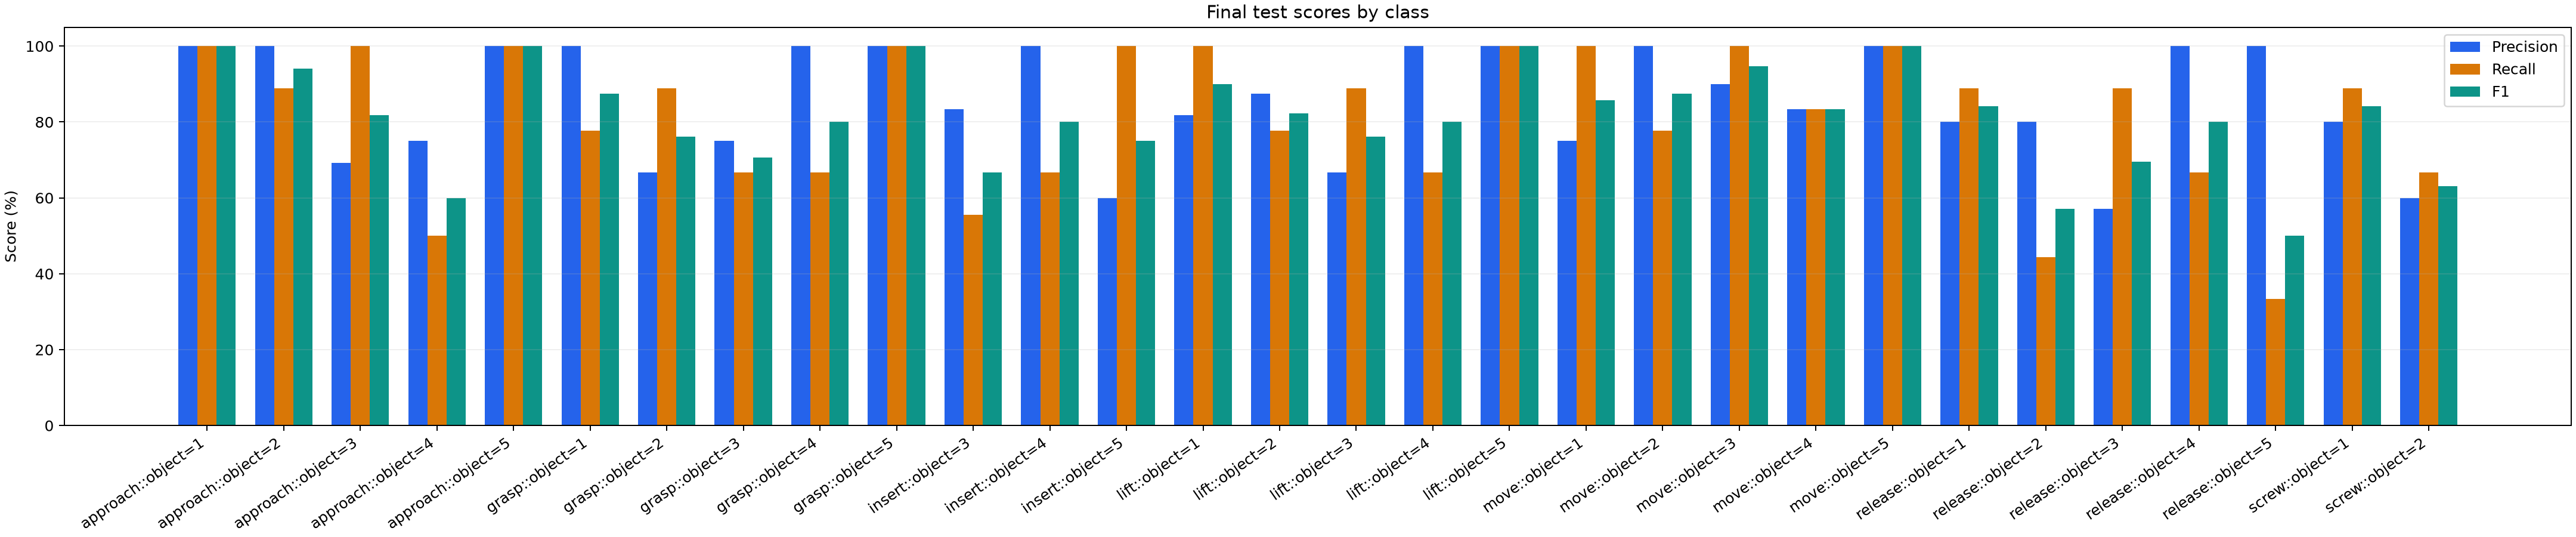 Final test scores by class
Score (%)
100
80
60
40
20
0
Precision
Recall
F1
approach::object=1
approach::object=2
approach::object=3
approach::object=4
approach::object=5
grasp::object=1
grasp::object=2
grasp::object=3
grasp::object=4
grasp::object=5
insert::object=3
insert::object=4
insert::object=5
lift::object=1
lift::object=2
lift::object=3
lift::object=4
lift::object=5
move::object=1
move::object=2
move::object=3
move::object=4
move::object=5
release::object=1
release::object=2
release::object=3
release::object=4
release::object=5
screw::object=1
screw::object=2